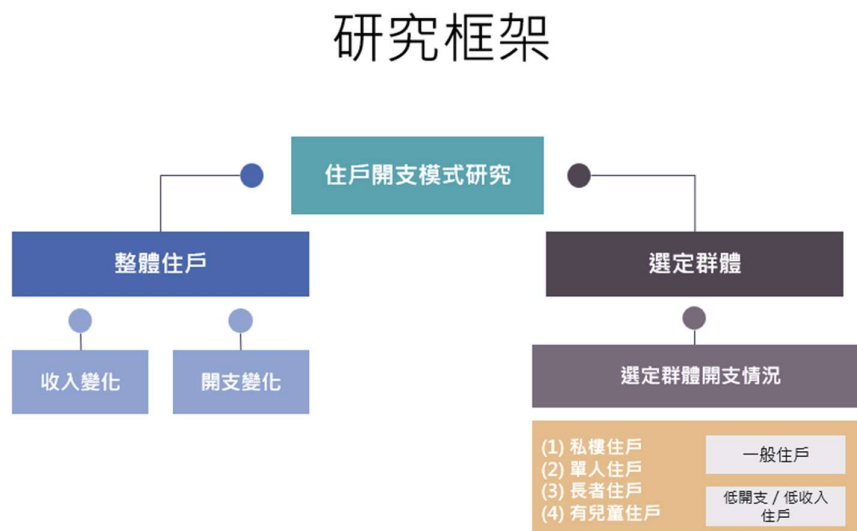 研究框架
住戶開支模式研究
整體住戶
選定群體
收入變化
開支變化
選定群體開支情況
(1) 私樓住戶
(2) 單人住戶
(3) 長者住戶
(4) 有兒童住戶
一般住戶
低開支 / 低收入
住戶